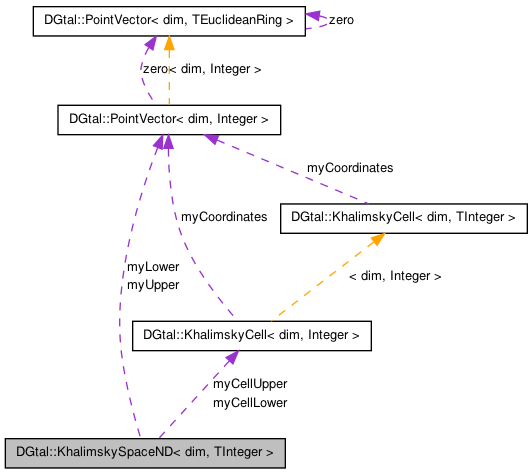 DGtal::PointVector< dim, TEuclideanRing >
zero
zero
< dim, Integer >
DGtal::PointVector< dim, Integer >
myCoordinates
DGtal::KhalimskyCell< dim, TInteger >
myCoordinates
myLower
myUpper
< dim, Integer >
DGtal::KhalimskyCell< dim, Integer >
myCellUpper
myCellLower
DGtal::KhalimskySpaceND< dim, TInteger >